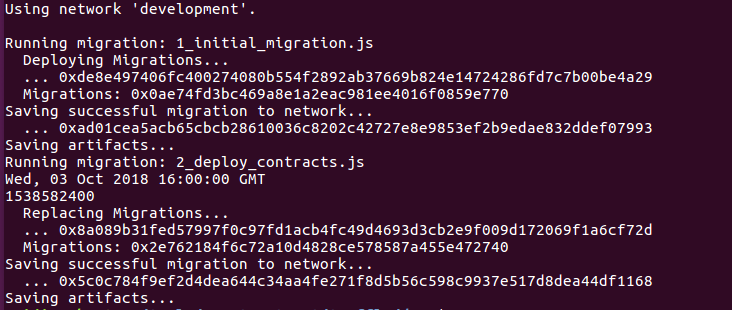 Using network 'development'.
Running migration: 1_initial_migration.js
Deploying Migrations...
... 0xde8e497406fc400274080b554f2892ab37669b824e14724286fd7c7b00be4a29
Migrations: 0x0ae74fd3bc469a8e1a2eac981ee4016f0859e770
Saving successful migration to network...
... 0xad01cea5acb65cbcb28610036c8202c42727e8e9853ef2b9edae832ddef07993
Saving artifacts...
Running migration: 2_deploy_contracts.js
Wed, 03 Oct 2018 16:00:00 GMT
1538582400
Replacing Migrations...
... 0x8a089b31fed57997f0c97fd1acb4fc49d4693d3cb2e9f009d172069f1a6cf72d
Migrations: 0x2e762184f6c72a10d4828ce578587a455e472740
Saving successful migration to network...
... 0x5c0c784f9ef2d4dea644c34aa4fe271f8d5b56c598c9937e517d8dea44df1168
Saving artifacts...